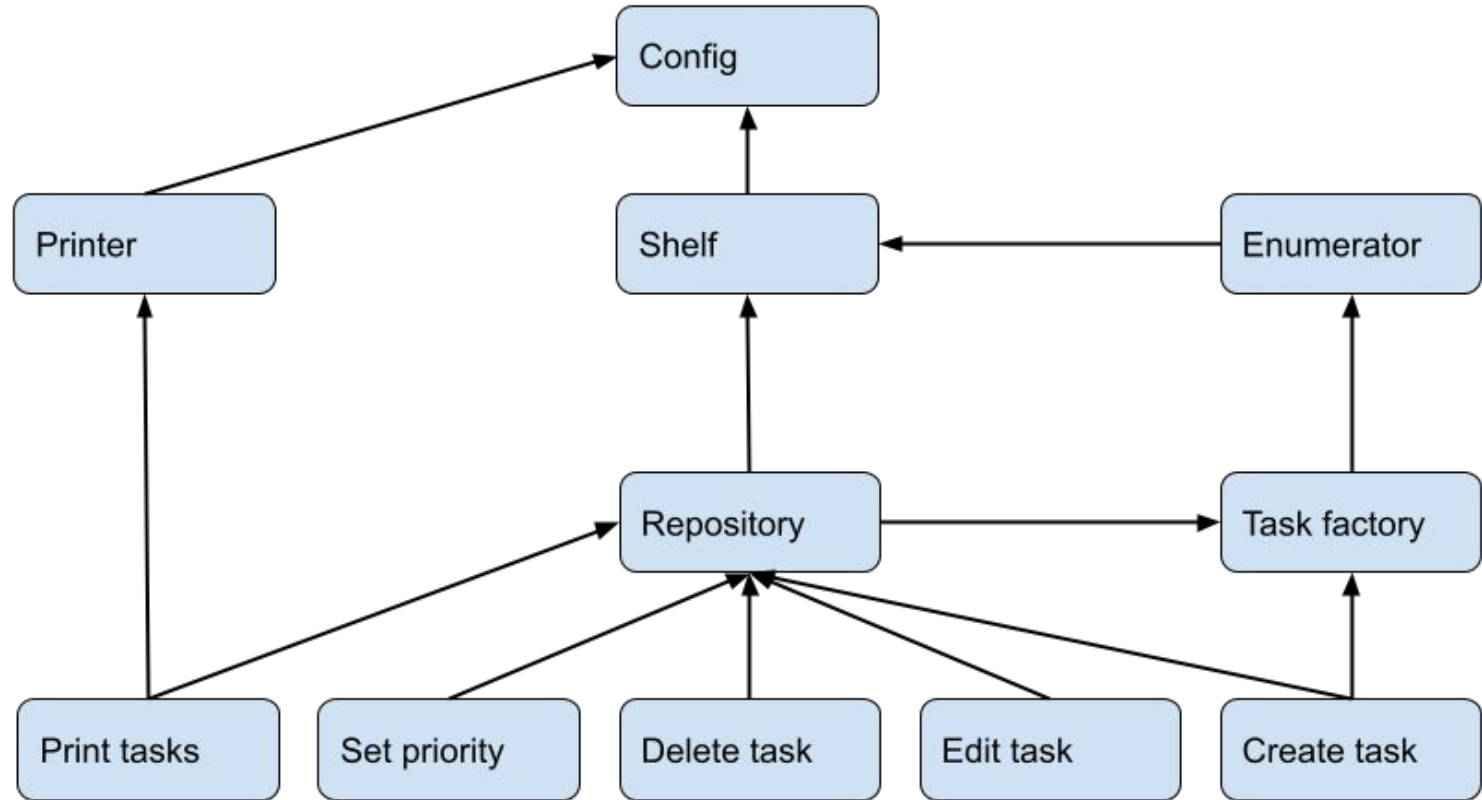 Config
Printer
Shelf
Enumerator
Repository
Task factory
Print tasks
Set priority
Delete task
Edit task
Create task